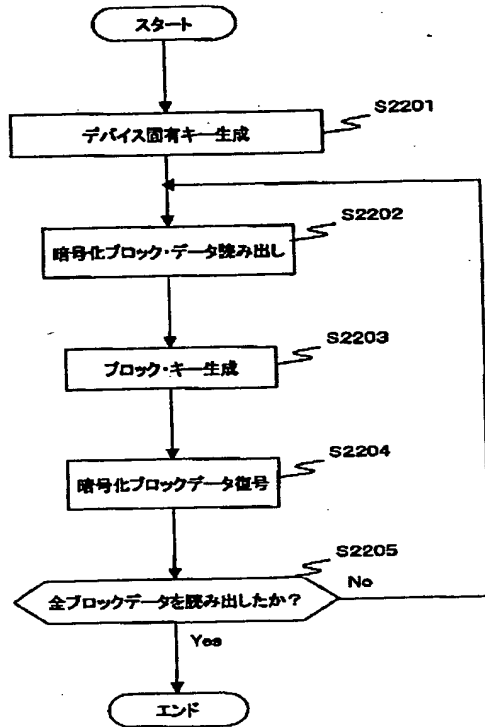 スタート
S2201
デバイス固有キー生成
S2202
暗号化ブロック・データ読み出し
S2203
ブロック・キー生成
S2204
暗号化ブロックデータ復号
S2205
全ブロックデータを読み出したか？
No
Yes
エンド